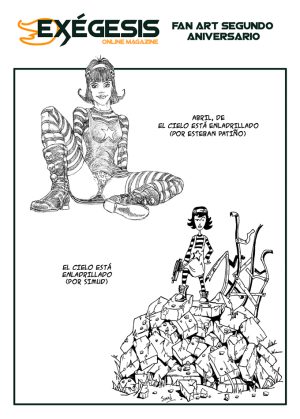 EXÉGESIS
ONLINE MAGAZINE
FAN ART SEGUNDO
ANIVERSARIO
ABRIL, DE
EL CIELO ESTÁ ENLADRILLADO
(POR ESTEBAN PATIÑO)
EL CIELO ESTÁ
ENLADRILLADO
(POR SIMUD)